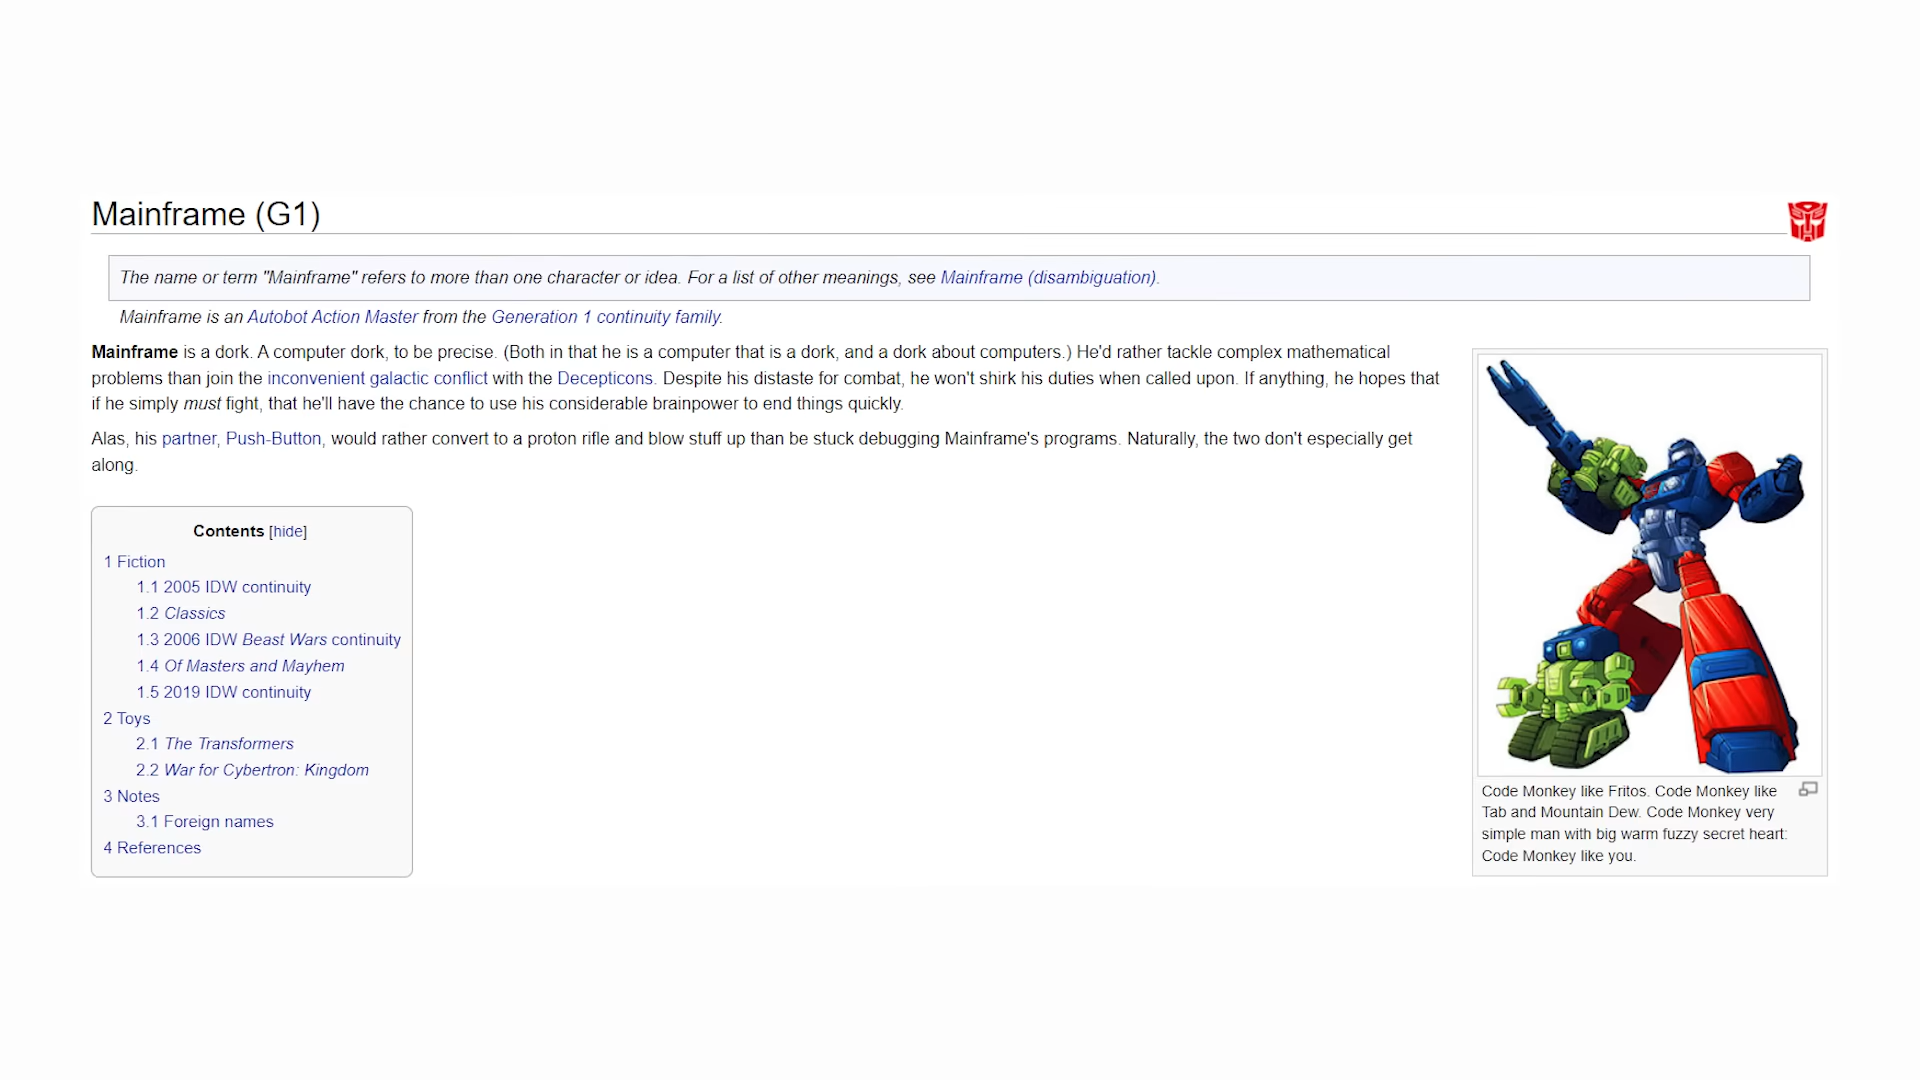 Mainframe (G1)
The name or term "Mainframe" refers to more than one character or idea. For a list of other meanings, see Mainframe (disambiguation).
Mainframe is an Autobot Action Master from the Generation 1 continuity family.
Mainframe is a dork. A computer dork, to be precise. (Both in that he is a computer that is a dork, and a dork about computers.) He'd rather tackle complex mathematical
problems than join the inconvenient galactic conflict with the Decepticons. Despite his distaste for combat, he won't shirk his duties when called upon. If anything, he hopes that
if he simply must fight, that he'll have the chance to use his considerable brainpower to end things quickly.
Alas, his partner, Push-Button, would rather convert to a proton rifle and blow stuff up than be stuck debugging Mainframe's programs. Naturally, the two don't especially get
along.
Contents [hide]
1 Fiction
1.1 2005 IDW continuity
1.2 Classics
1.3 2006 IDW Beast Wars continuity
1.4 Of Masters and Mayhem
1.5 2019 IDW continuity
2 Toys
2.1 The Transformers
2.2 War for Cybertron: Kingdom
3 Notes
3.1 Foreign names
4 References
Code Monkey like Fritos. Code Monkey like
Tab and Mountain Dew. Code Monkey very
simple man with big warm fuzzy secret heart:
Code Monkey like you.